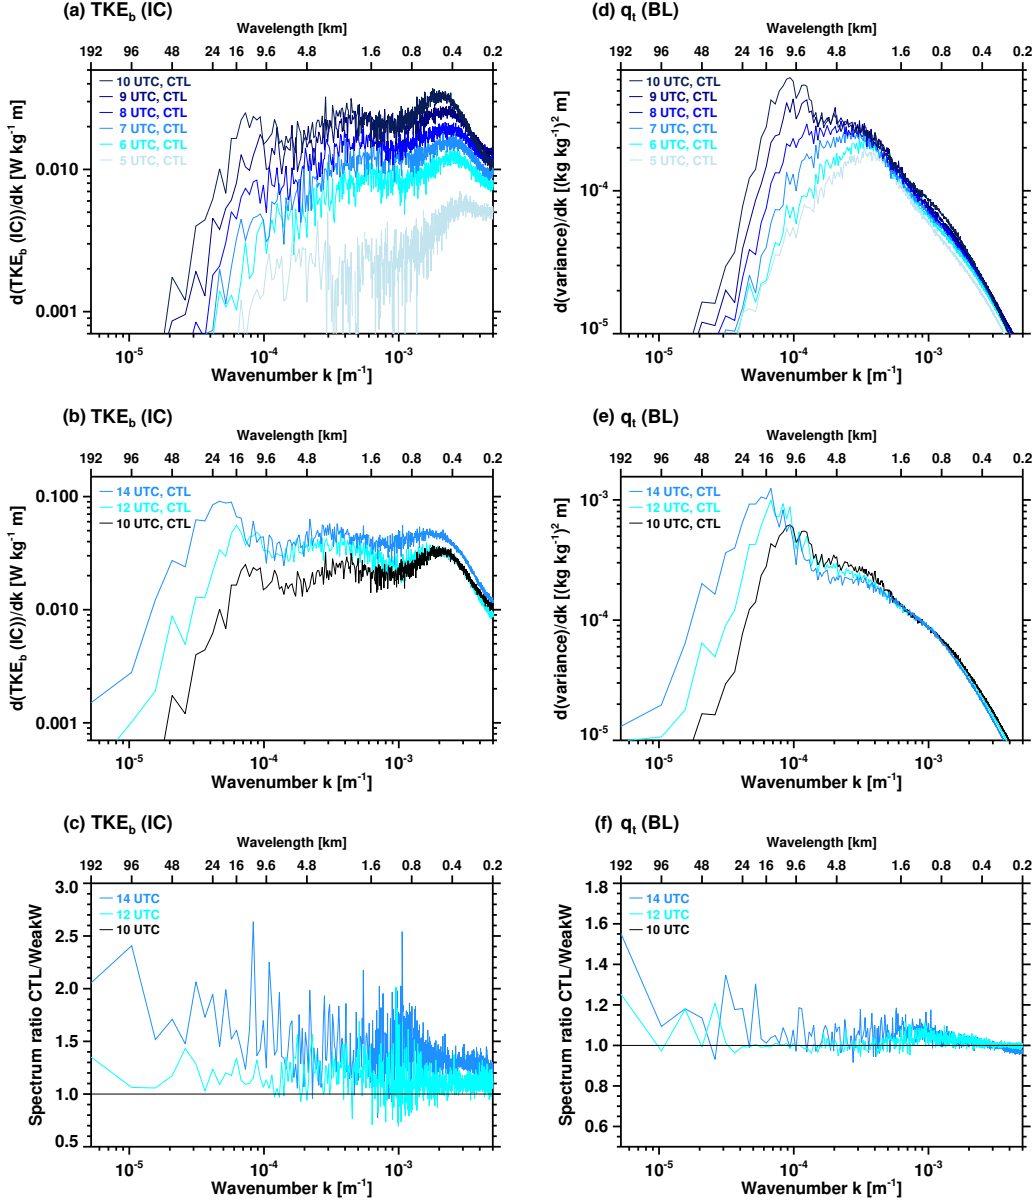 (a) TKE_b (IC)
Wavelength [km]
192 96 48 24 16 9.6 1.6 0.8 0.4 0.2
10 UTC, CTL
9 UTC, CTL
8 UTC, CTL
7 UTC, CTL
6 UTC, CTL
5 UTC, CTL
0.010
0.001
d(TKE_b (IC))/dk [W kg⁻¹ m]
10⁻⁵ 10⁻⁴ 10⁻³
Wavenumber k [m⁻¹]
(d) q_t (BL)
Wavelength [km]
192 96 48 24 16 9.6 4.8 1.6 0.8 0.4 0.2
10 UTC, CTL
9 UTC, CTL
8 UTC, CTL
7 UTC, CTL
6 UTC, CTL
5 UTC, CTL
10⁻⁴
10⁻⁵
d(variance)/dk [(kg kg⁻¹)² m]
10⁻⁵ 10⁻⁴ 10⁻³
Wavenumber k [m⁻¹]
(b) TKE_b (IC)
Wavelength [km]
192 96 48 24 16 9.6 4.8 1.6 0.8 0.4 0.2
14 UTC, CTL
12 UTC, CTL
10 UTC, CTL
0.100
0.010
0.001
d(TKE_b (IC))/dk [W kg⁻¹ m]
10⁻⁵ 10⁻⁴ 10⁻³
Wavenumber k [m⁻¹]
(e) q_t (BL)
Wavelength [km]
192 96 48 24 16 9.6 4.8 1.6 0.8 0.4 0.2
14 UTC, CTL
12 UTC, CTL
10 UTC, CTL
10⁻³
10⁻⁴
10⁻⁵
d(variance)/dk [(kg kg⁻¹)² m]
10⁻⁵ 10⁻⁴ 10⁻³
Wavenumber k [m⁻¹]
(c) TKE_b (IC)
Wavelength [km]
192 96 48 24 16 9.6 4.8 1.6 0.8 0.4 0.2
14 UTC
12 UTC
10 UTC
3.0
2.5
2.0
1.5
1.0
0.5
Spectrum ratio CTL/WeakW
10⁻⁵ 10⁻⁴ 10⁻³
Wavenumber k [m⁻¹]
(f) q_t (BL)
Wavelength [km]
192 96 48 24 16 9.6 4.8 1.6 0.8 0.4 0.2
14 UTC
12 UTC
10 UTC
1.8
1.6
1.4
1.2
1.0
0.8
0.6
Spectrum ratio CTL/WeakW
10⁻⁵ 10⁻⁴ 10⁻³
Wavenumber k [m⁻¹]